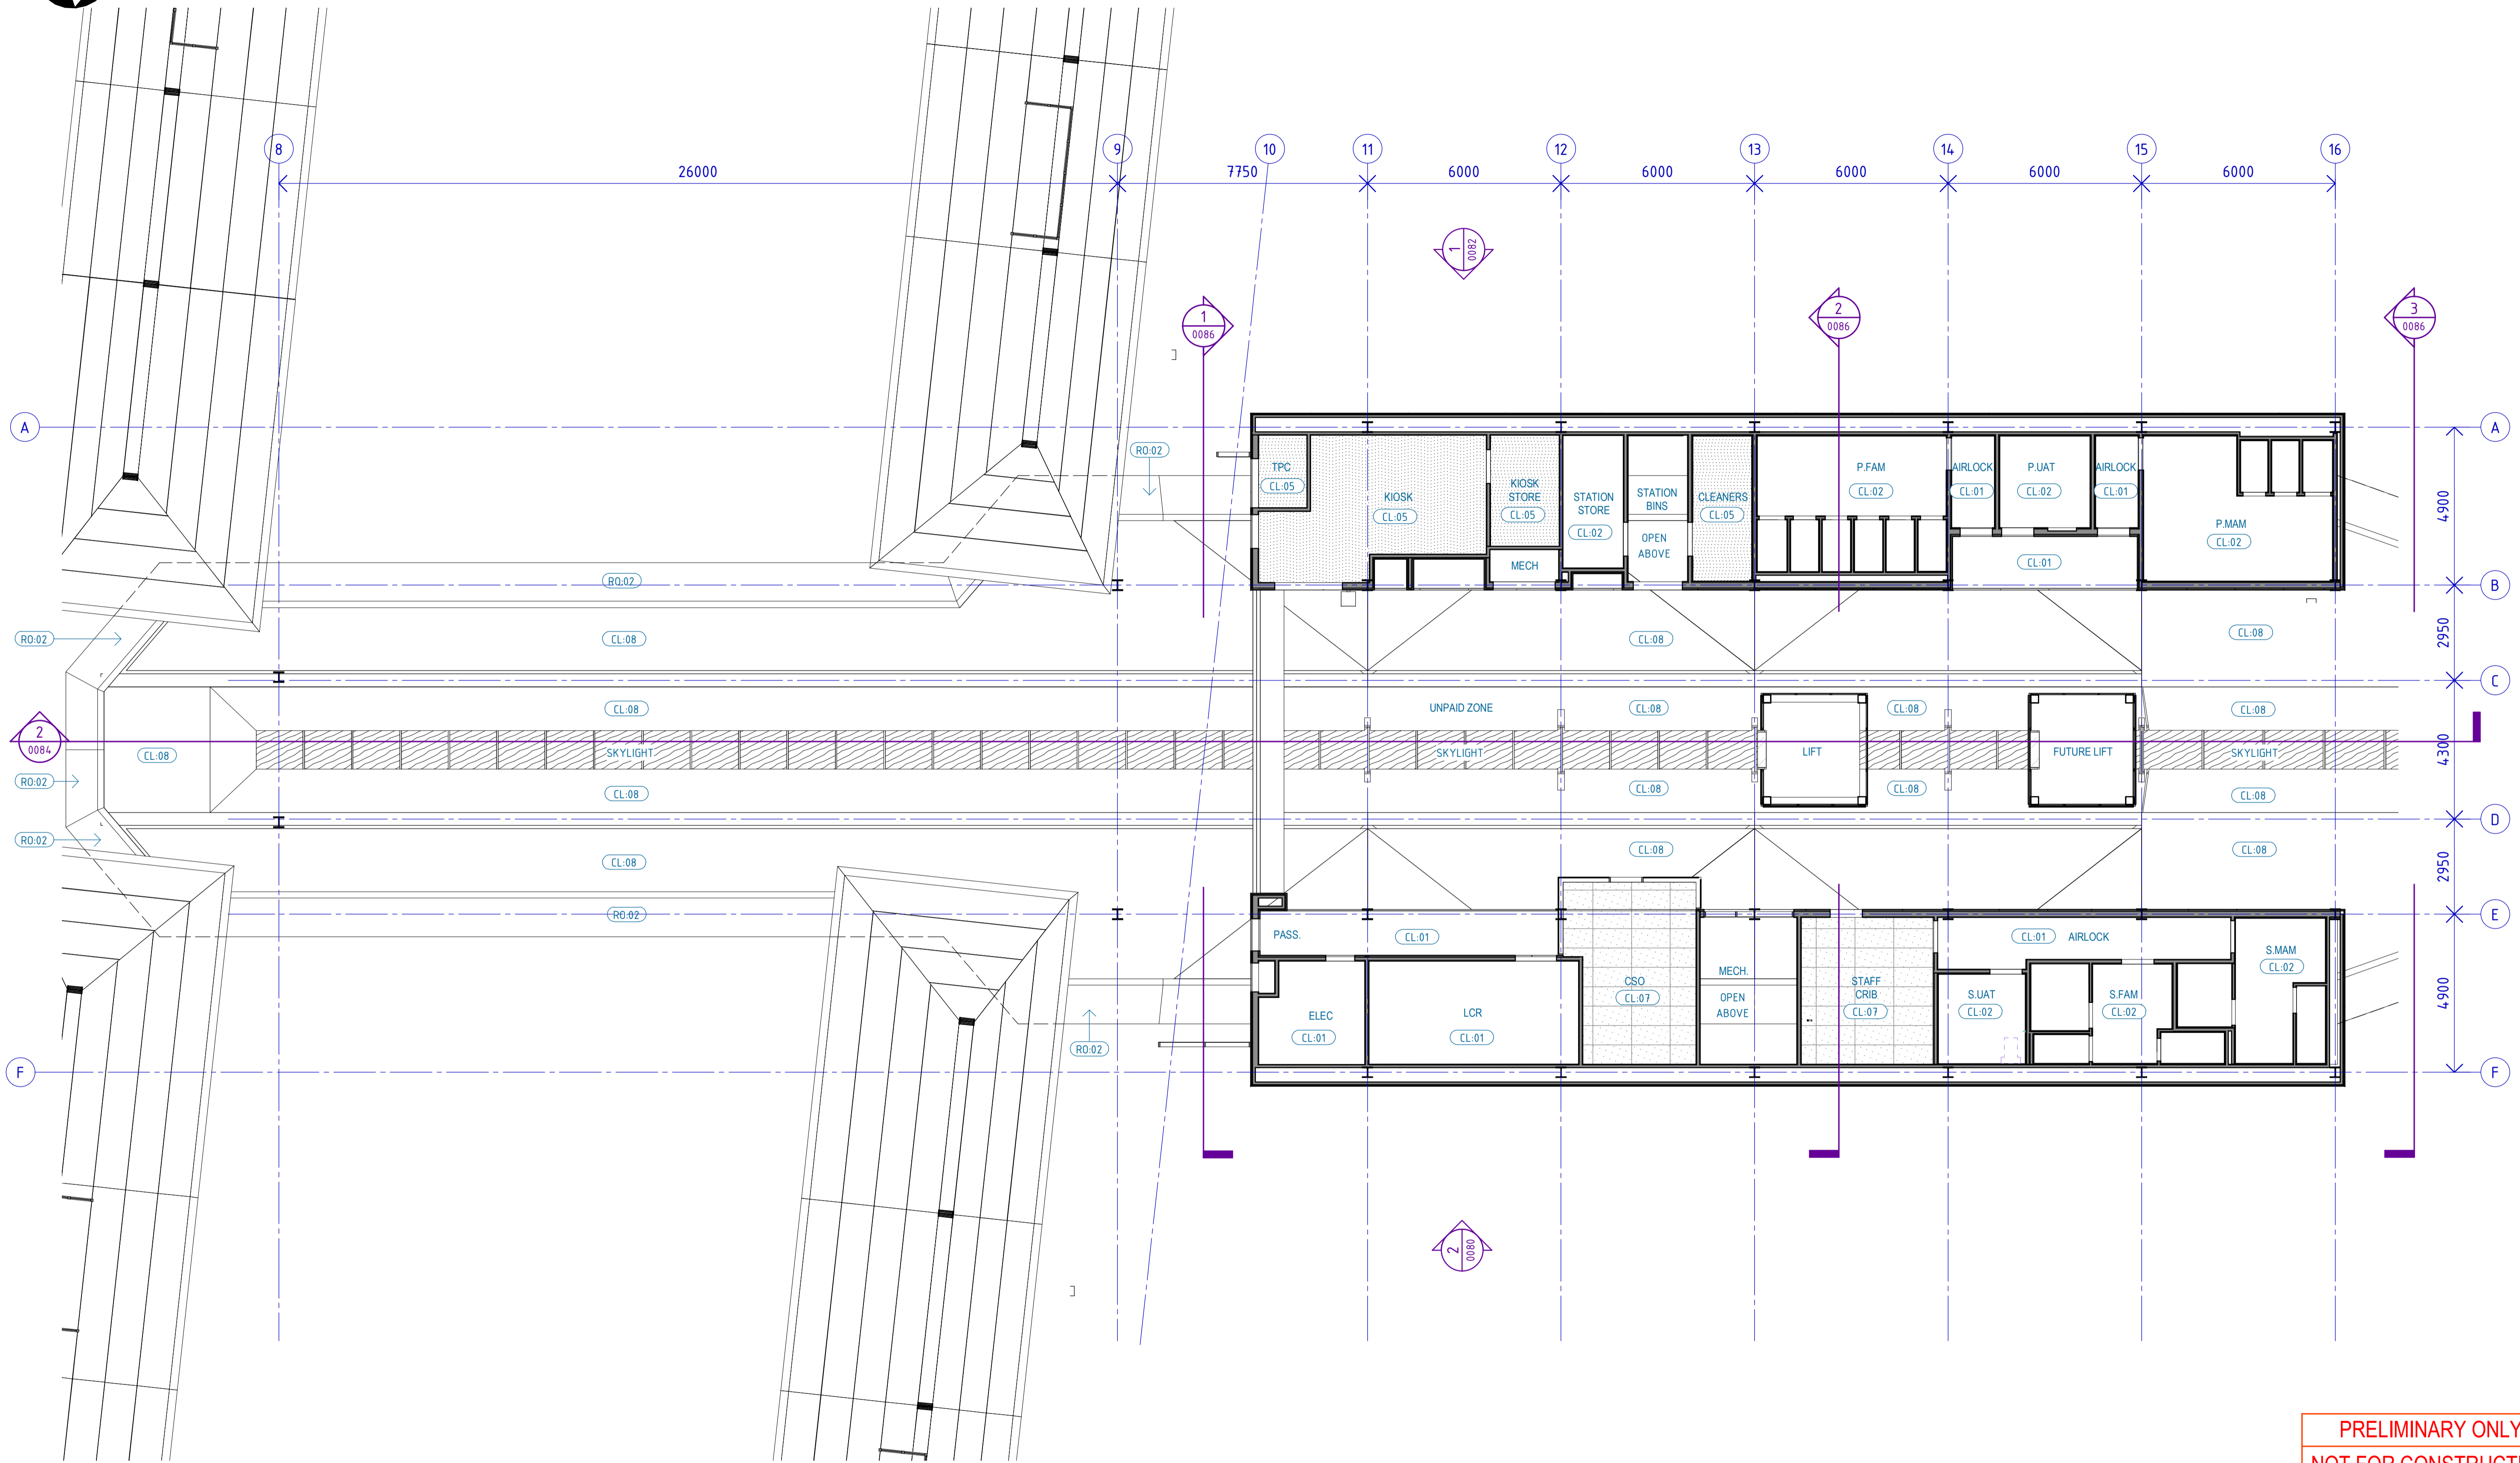 8
9
10
11
12
13
14
15
16
26000
7750
6000
6000
6000
6000
6000
1
0082
1
0086
2
0086
3
0086
A
A
RO:02
TPC
CL:05
KIOSK
CL:05
KIOSK
STORE
CL:05
MECH
STATION
STORE
CL:02
STATION
BINS
OPEN
ABOVE
CLEANERS
CL:05
P.FAM
CL:02
AIRLOCK
CL:01
P.UAT
CL:02
AIRLOCK
CL:01
CL:01
P.MAM
CL:02
4900
RO:02
B
RO:02
CL:08
CL:08
CL:08
2950
C
CL:08
UNPAID ZONE
CL:08
CL:08
CL:08
2
0084
CL:08
SKYLIGHT
SKYLIGHT
LIFT
FUTURE LIFT
SKYLIGHT
4300
RO:02
CL:08
CL:08
CL:08
CL:08
D
RO:02
CL:08
CL:08
CL:08
2950
RO:02
E
PASS.
CL:01
CSO
CL:07
MECH.
OPEN
ABOVE
STAFF
CRIB
CL:07
CL:01
AIRLOCK
S.MAM
CL:02
ELEC
CL:01
LCR
CL:01
S.UAT
CL:02
S.FAM
CL:02
4900
RO:02
F
F
2
0080
PRELIMINARY ONLY